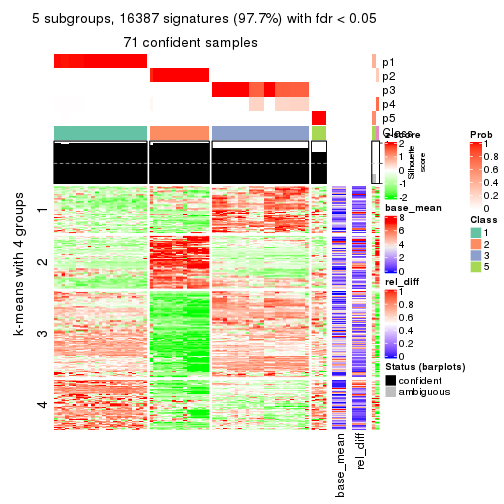 5 subgroups, 16387 signatures (97.7%) with fdr < 0.05
71 confident samples
p1
p2
p3
p4
p5
Class
Silhouette
score
k-means with 4 groups
1
2
3
4
base_mean
rel_diff
z-score
2
1
0
-1
-2
base_mean
8
6
4
2
0
rel_diff
1
0.8
0.6
0.4
0.2
0
Status (barplots)
confident
ambiguous
Prob
1
0.8
0.6
0.4
0.2
0
Class
1
2
3
5